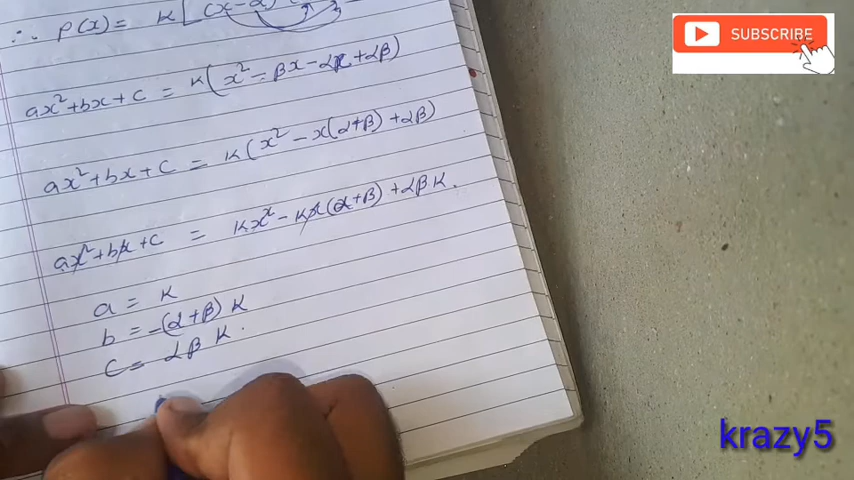 ∴ P(x) = K[(x-α)
ax²+bx+c = K(x²-βx-αx+αβ)
ax²+bx+c = K(x²-x(α+β)+αβ)
ax²+bx+c = Kx²-Kx(α+β)+αβK.
a = K
b = -(α+β)K
c = αβK.
SUBSCRIBE
krazy5